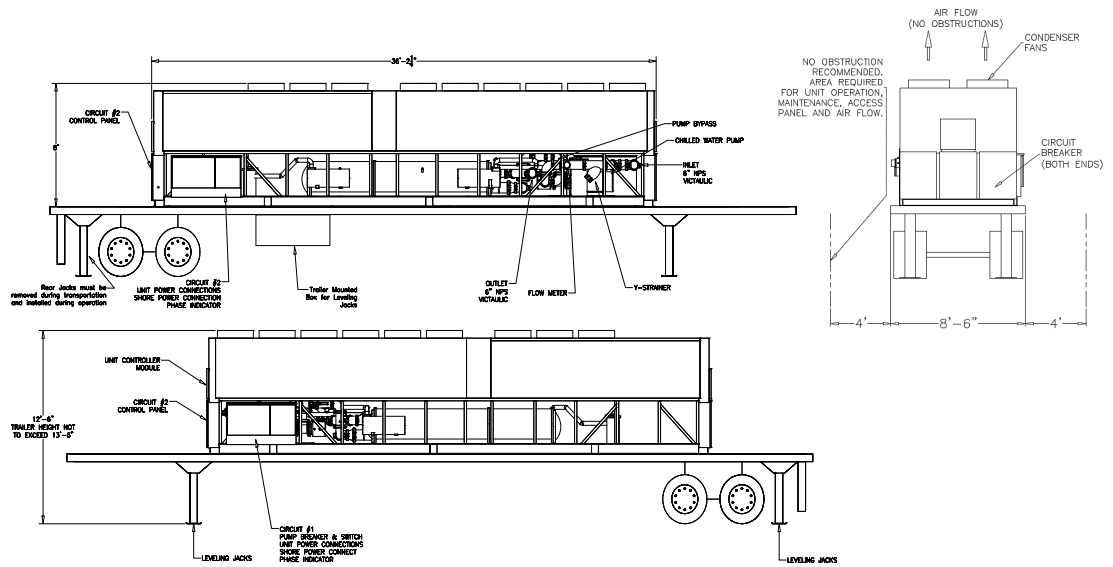 36'-2¼"
CIRCUIT #2
CONTROL PANEL
8'
PUMP BYPASS
CHILLED WATER PUMP
INLET
6" NPS
VICTAULIC
Rear Jacks must be
removed during transportation
and installed during operation
CIRCUIT #2
UNIT POWER CONNECTIONS
SHORE POWER CONNECTION
PHASE INDICATOR
Trailer Mounted
Box for Leveling
Jacks
OUTLET
6" NPS
VICTAULIC
FLOW METER
Y-STRAINER
AIR FLOW
(NO OBSTRUCTIONS)
CONDENSER
FANS
NO OBSTRUCTION
RECOMMENDED.
AREA REQUIRED
FOR UNIT OPERATION,
MAINTENANCE, ACCESS
PANEL AND AIR FLOW.
CIRCUIT
BREAKER
(BOTH ENDS)
4'
8'-6"
4'
UNIT CONTROLLER
MODULE
CIRCUIT #2
CONTROL PANEL
12'-6"
TRAILER HEIGHT NOT
TO EXCEED 13'-6"
CIRCUIT #1
PUMP BREAKER & SWITCH
UNIT POWER CONNECTIONS
SHORE POWER CONNECT
PHASE INDICATOR
LEVELING JACKS
LEVELING JACKS